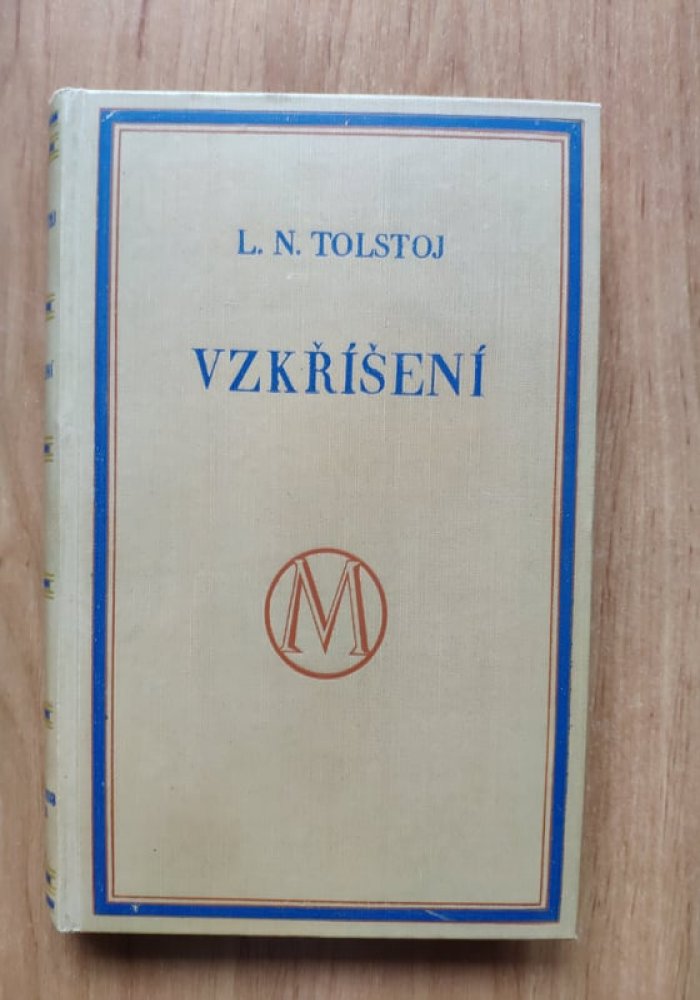 L. N. TOLSTOJ
VZKŘÍŠENÍ
M